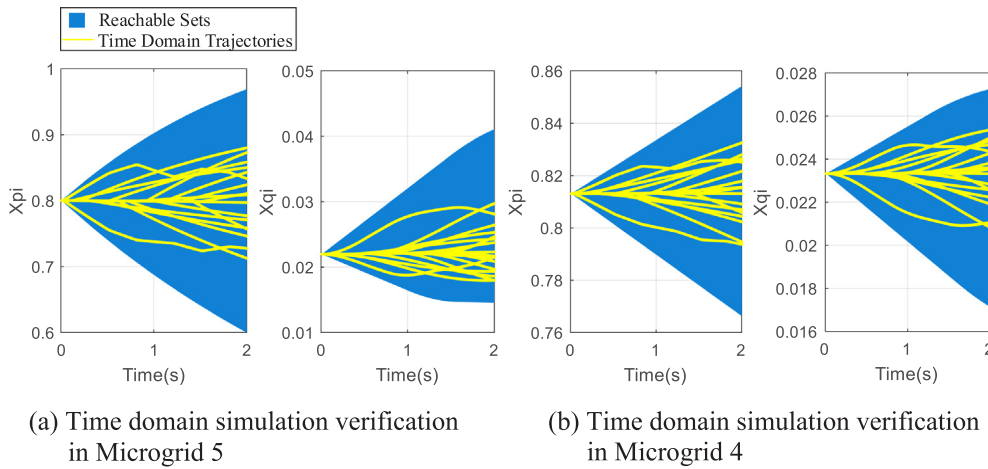 Reachable Sets
Time Domain Trajectories
1
0.9
0.8
0.7
0.6
Xpi
0 1 2
Time(s)
0.05
0.04
0.03
0.02
0.01
Xqi
0 1 2
Time(s)
0.86
0.84
0.82
0.8
0.78
0.76
Xpi
0 1 2
Time(s)
0.028
0.026
0.024
0.022
0.02
0.018
0.016
Xqi
0 1 2
Time(s)
(a) Time domain simulation verification
in Microgrid 5
(b) Time domain simulation verification
in Microgrid 4